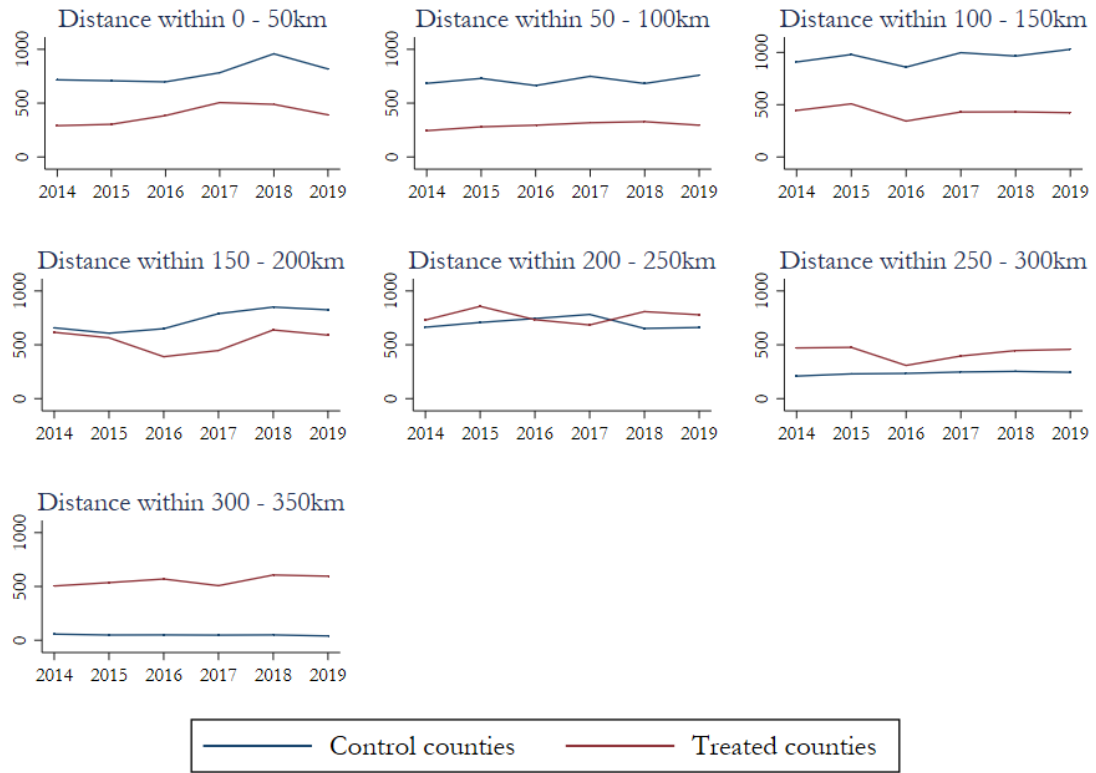 Distance within 0 - 50km
1000
500
0
2014 2015 2016 2017 2018 2019
Distance within 50 - 100km
1000
500
0
2014 2015 2016 2017 2018 2019
Distance within 100 - 150km
1000
500
0
2014 2015 2016 2017 2018 2019
Distance within 150 - 200km
1000
500
0
2014 2015 2016 2017 2018 2019
Distance within 200 - 250km
1000
500
0
2014 2015 2016 2017 2018 2019
Distance within 250 - 300km
1000
500
0
2014 2015 2016 2017 2018 2019
Distance within 300 - 350km
1000
500
0
2014 2015 2016 2017 2018 2019
Control counties
Treated counties